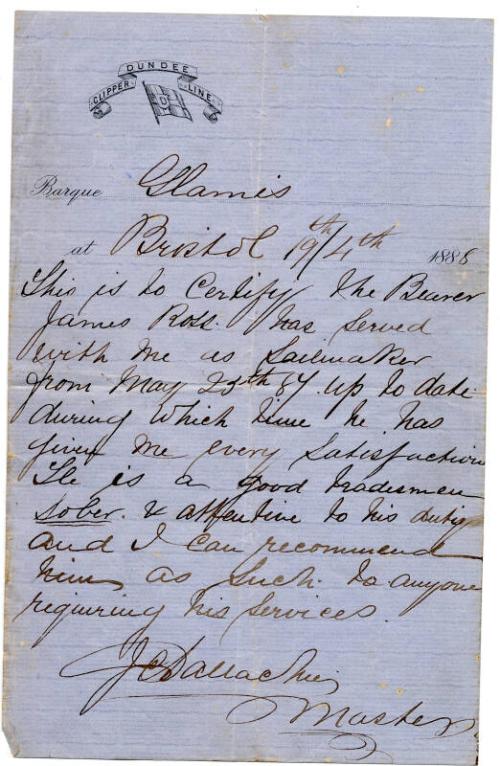 DUNDEE
CLIPPER LINE
D
Barque Glamis
at Bristol 19th/4th 1888
This is to Certify the Bearer
James Ross. has served
with me as Sailmaker
from May 25th 87. up to date
during which time he has
given me every Satisfaction
He is a good tradesman
Sober. & attentive to his dutys
and I can recommend
him as such to anyone
requiring his services.
Master